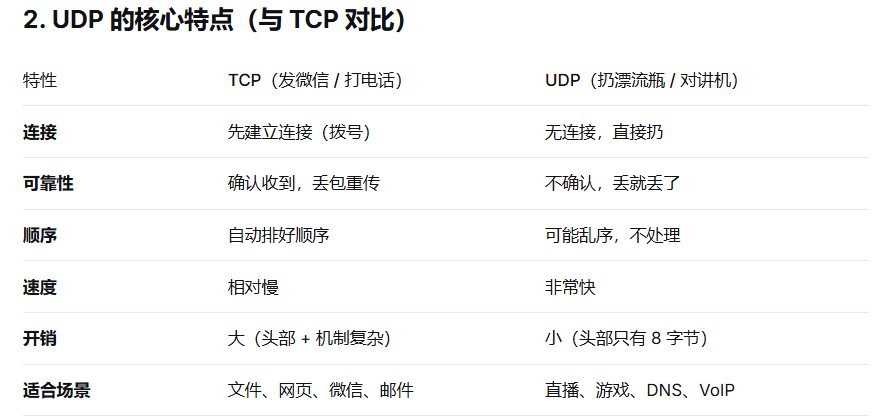 2. UDP 的核心特点（与 TCP 对比）
特性 TCP（发微信 / 打电话） UDP（扔漂流瓶 / 对讲机）
连接 先建立连接（拨号） 无连接，直接扔
可靠性 确认收到，丢包重传 不确认，丢就丢了
顺序 自动排好顺序 可能乱序，不处理
速度 相对慢 非常快
开销 大（头部 + 机制复杂） 小（头部只有 8 字节）
适合场景 文件、网页、微信、邮件 直播、游戏、DNS、VoIP